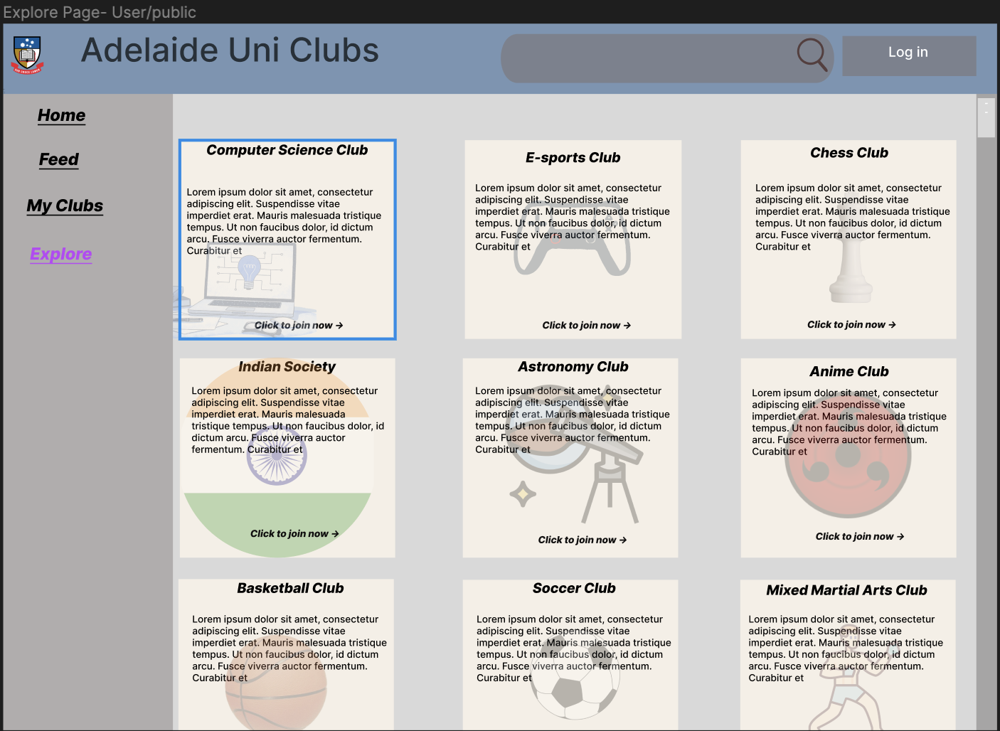 Explore Page- User/public
Adelaide Uni Clubs
Log in
Home
Feed
My Clubs
Explore
Computer Science Club
Lorem ipsum dolor sit amet, consectetur
adipiscing elit. Suspendisse vitae
imperdiet erat. Mauris malesuada tristique
tempus. Ut non faucibus dolor, id dictum
arcu. Fusce viverra auctor fermentum.
Curabitur et
Click to join now →
E-sports Club
Lorem ipsum dolor sit amet, consectetur
adipiscing elit. Suspendisse vitae
imperdiet erat. Mauris malesuada tristique
tempus. Ut non faucibus dolor, id dictum
arcu. Fusce viverra auctor fermentum.
Curabitur et
Click to join now →
Chess Club
Lorem ipsum dolor sit amet, consectetur
adipiscing elit. Suspendisse vitae
imperdiet erat. Mauris malesuada tristique
tempus. Ut non faucibus dolor, id dictum
arcu. Fusce viverra auctor fermentum.
Curabitur et
Click to join now →
Indian Society
Lorem ipsum dolor sit amet, consectetur
adipiscing elit. Suspendisse vitae
imperdiet erat. Mauris malesuada
tristique tempus. Ut non faucibus dolor, id
dictum arcu. Fusce viverra auctor
fermentum. Curabitur et
Click to join now →
Astronomy Club
Lorem ipsum dolor sit amet, consectetur
adipiscing elit. Suspendisse vitae
imperdiet erat. Mauris malesuada tristique
tempus. Ut non faucibus dolor, id dictum
arcu. Fusce viverra auctor fermentum.
Curabitur et
Click to join now →
Anime Club
Lorem ipsum dolor sit amet, consectetur
adipiscing elit. Suspendisse vitae
imperdiet erat. Mauris malesuada tristique
tempus. Ut non faucibus dolor, id dictum
arcu. Fusce viverra auctor fermentum.
Curabitur et
Click to join now →
Basketball Club
Lorem ipsum dolor sit amet, consectetur
adipiscing elit. Suspendisse vitae
imperdiet erat. Mauris malesuada tristique
tempus. Ut non faucibus dolor, id dictum
arcu. Fusce viverra auctor fermentum.
Curabitur et
Soccer Club
Lorem ipsum dolor sit amet, consectetur
adipiscing elit. Suspendisse vitae
imperdiet erat. Mauris malesuada tristique
tempus. Ut non faucibus dolor, id dictum
arcu. Fusce viverra auctor fermentum.
Curabitur et
Mixed Martial Arts Club
Lorem ipsum dolor sit amet, consectetur
adipiscing elit. Suspendisse vitae
imperdiet erat. Mauris malesuada tristique
tempus. Ut non faucibus dolor, id dictum
arcu. Fusce viverra auctor fermentum.
Curabitur et